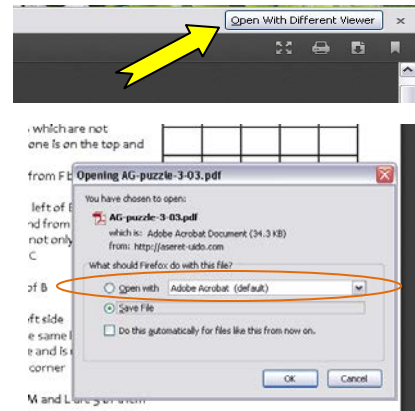 Open With Different Viewer
which are not
one is on the top and
from F
Opening AG-puzzle-3-03.pdf
You have chosen to open:
left of
AG-puzzle-3-03.pdf
nd from
which is: Adobe Acrobat Document (34.3 KB)
not only
from: http://aseret-uido.com
C
What should Firefox do with this file?
of B
Open with Adobe Acrobat (default)
ft side
Save File
e same l
Do this automatically for files like this from now on.
e and is
corner
OK Cancel
M and L are